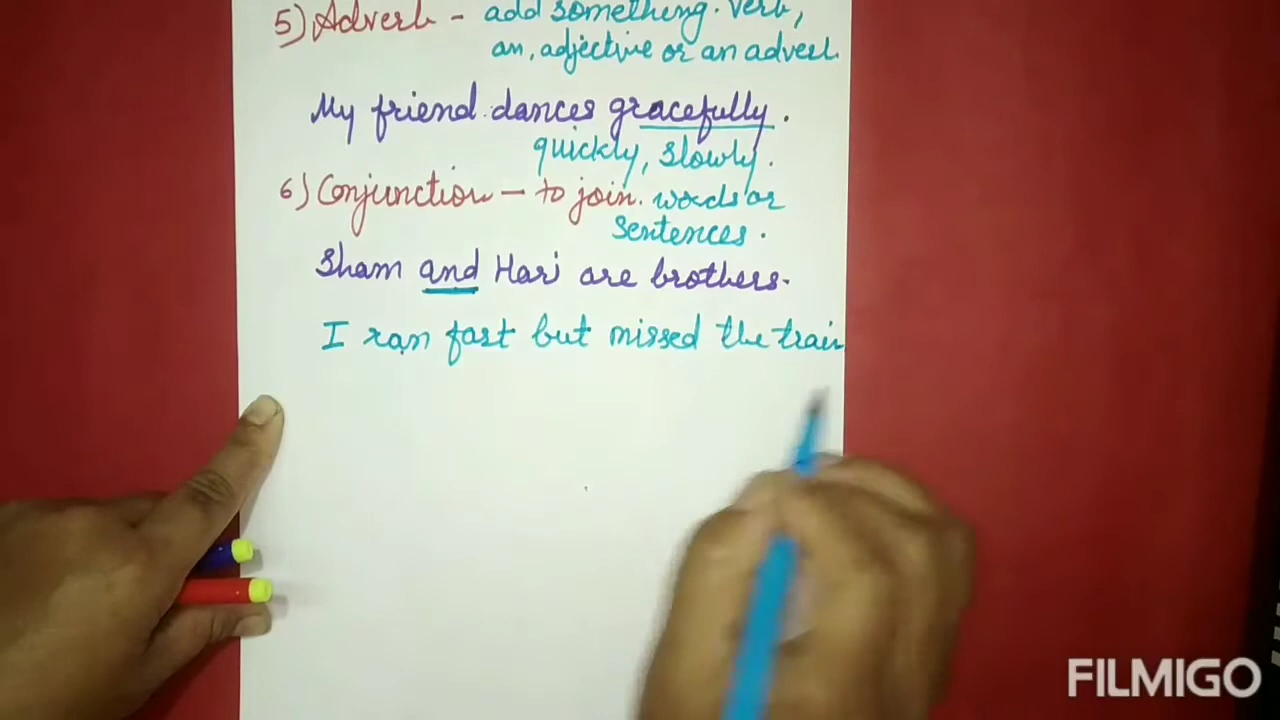 5) Adverb - add something. verb,
an, adjective or an adverb.
My friend dances gracefully.
quickly, slowly.
6) Conjunction - to join. words or
sentences.
Sham and Hari are brothers.
I ran fast but missed the train
FILMIGO